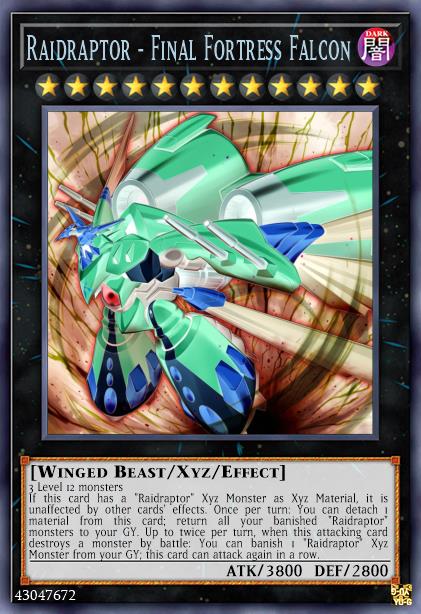 RAIDRAPTOR - FINAL FORTRESS FALCON
DARK
闇
[WINGED BEAST/XYZ/EFFECT]
3 Level 12 monsters
If this card has a "Raidraptor" Xyz Monster as Xyz Material, it is
unaffected by other cards' effects. Once per turn: You can detach 1
material from this card; return all your banished "Raidraptor"
monsters to your GY. Up to twice per turn, when this attacking card
destroys a monster by battle: You can banish 1 "Raidraptor" Xyz
Monster from your GY; this card can attack again in a row.
ATK/3800 DEF/2800
43047672